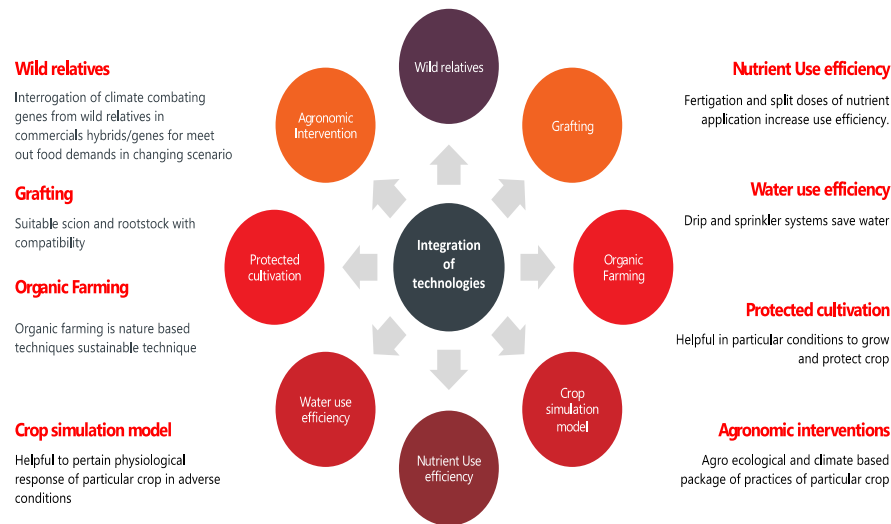 Wild relatives
Interrogation of climate combating
genes from wild relatives in
commercials hybrids/genes for meet
out food demands in changing scenario
Grafting
Suitable scion and rootstock with
compatibility
Organic Farming
Organic farming is nature based
techniques sustainable technique
Crop simulation model
Helpful to pertain physiological
response of particular crop in adverse
conditions
Wild relatives
Agronomic
Intervention
Grafting
Protected
cultivation
Integration
of
technologies
Organic
Farming
Water use
efficiency
Crop
simulation
model
Nutrient Use
efficiency
Nutrient Use efficiency
Fertigation and split doses of nutrient
application increase use efficiency.
Water use efficiency
Drip and sprinkler systems save water
Protected cultivation
Helpful in particular conditions to grow
and protect crop
Agronomic interventions
Agro ecological and climate based
package of practices of particular crop